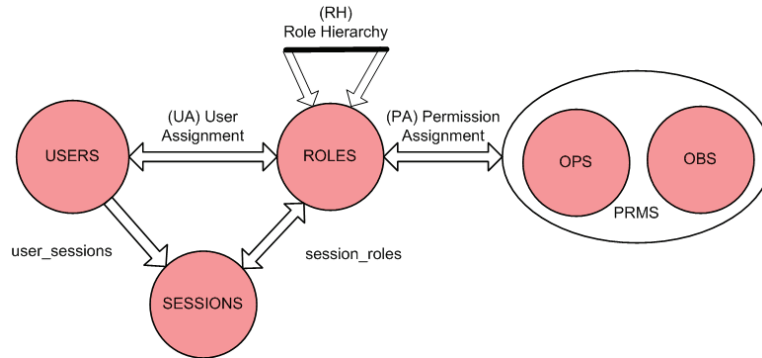 (RH)
Role Hierarchy
(UA) User
Assignment
(PA) Permission
Assignment
USERS
ROLES
OPS
OBS
PRMS
user_sessions
session_roles
SESSIONS